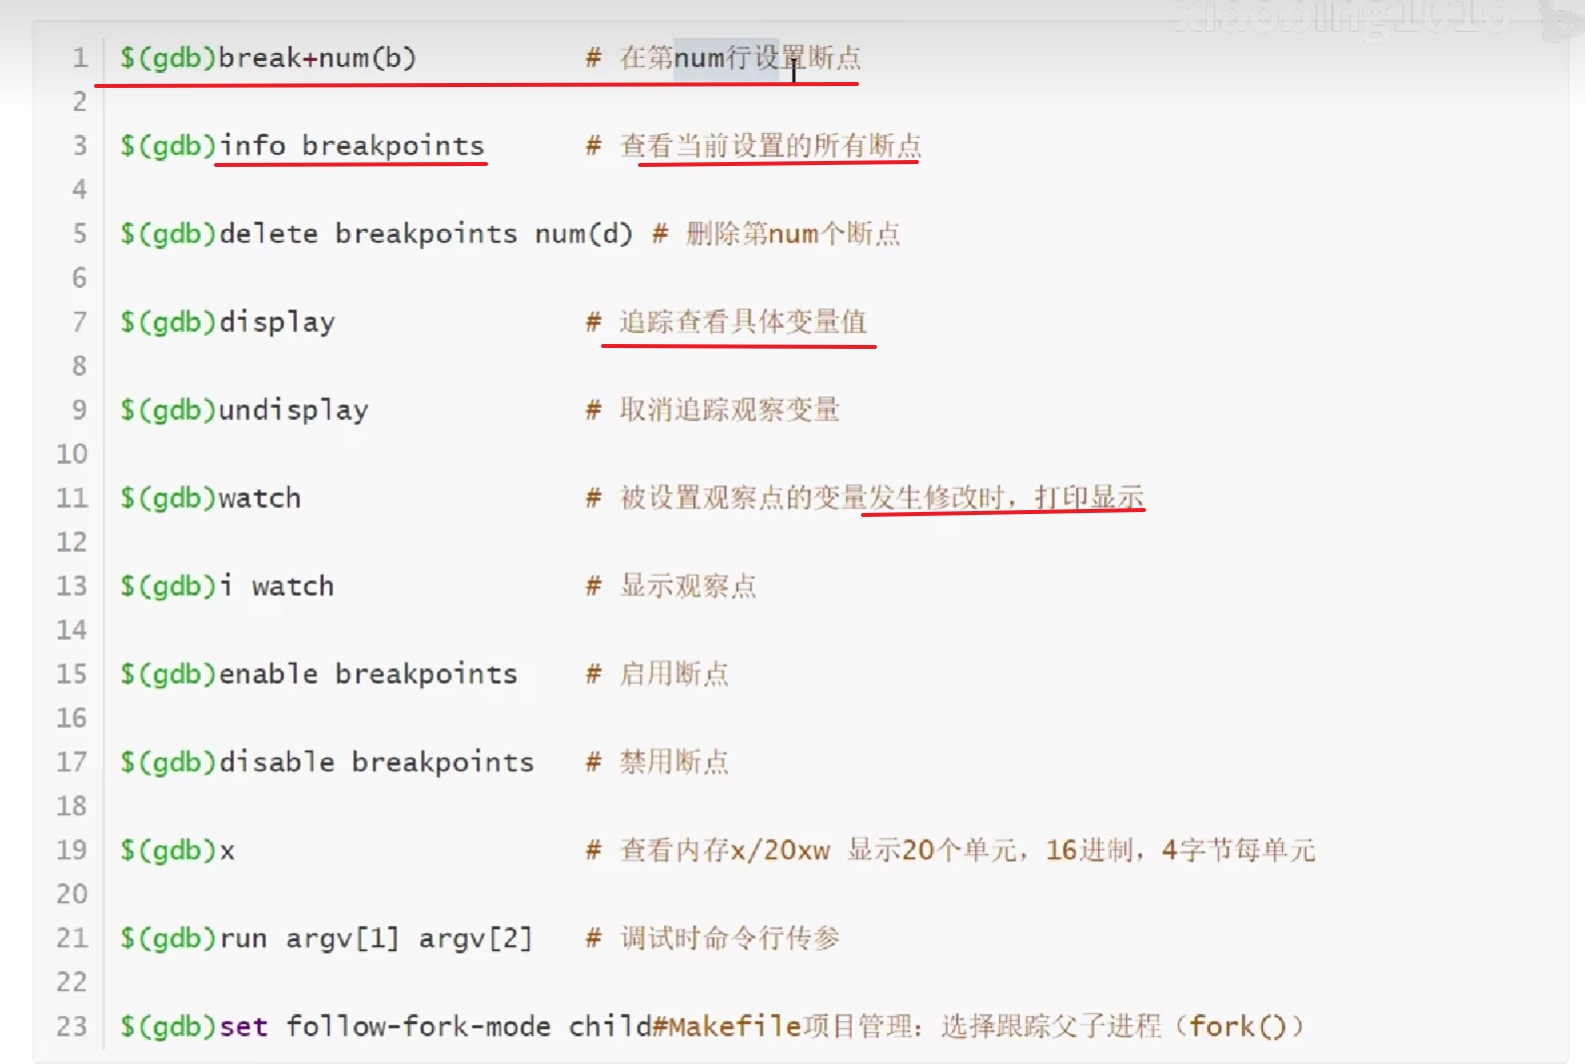 xiaobing1016
1 $(gdb)break+num(b) # 在第num行设置断点
2
3 $(gdb)info breakpoints # 查看当前设置的所有断点
4
5 $(gdb)delete breakpoints num(d) # 删除第num个断点
6
7 $(gdb)display # 追踪查看具体变量值
8
9 $(gdb)undisplay # 取消追踪观察变量
10
11 $(gdb)watch # 被设置观察点的变量发生修改时，打印显示
12
13 $(gdb)i watch # 显示观察点
14
15 $(gdb)enable breakpoints # 启用断点
16
17 $(gdb)disable breakpoints # 禁用断点
18
19 $(gdb)x # 查看内存x/20xw 显示20个单元，16进制，4字节每单元
20
21 $(gdb)run argv[1] argv[2] # 调试时命令行传参
22
23 $(gdb)set follow-fork-mode child#Makefile项目管理：选择跟踪父子进程（fork()）